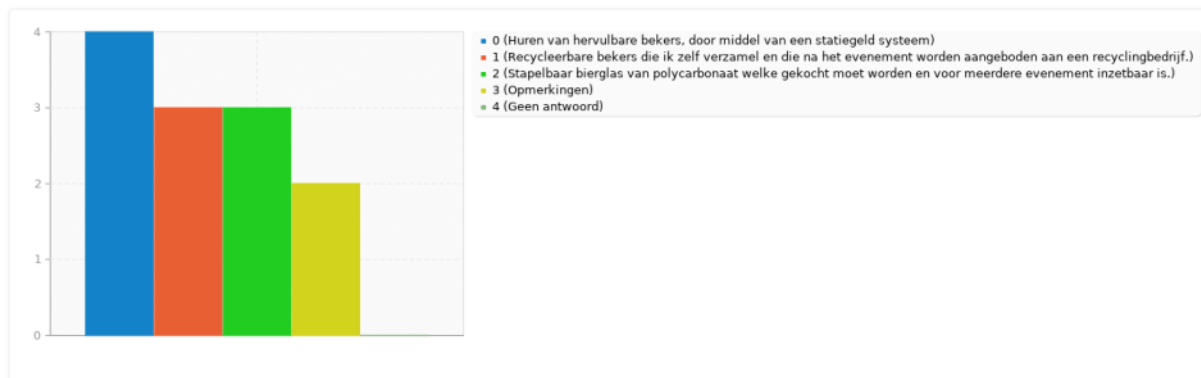 4
3
2
1
0
0 (Huren van hervulbare bekers, door middel van een statiegeld systeem)
1 (Recycleerbare bekers die ik zelf verzamel en die na het evenement worden aangeboden aan een recyclingbedrijf.)
2 (Stapelbaar bierglas van polycarbonaat welke gekocht moet worden en voor meerdere evenement inzetbaar is.)
3 (Opmerkingen)
4 (Geen antwoord)